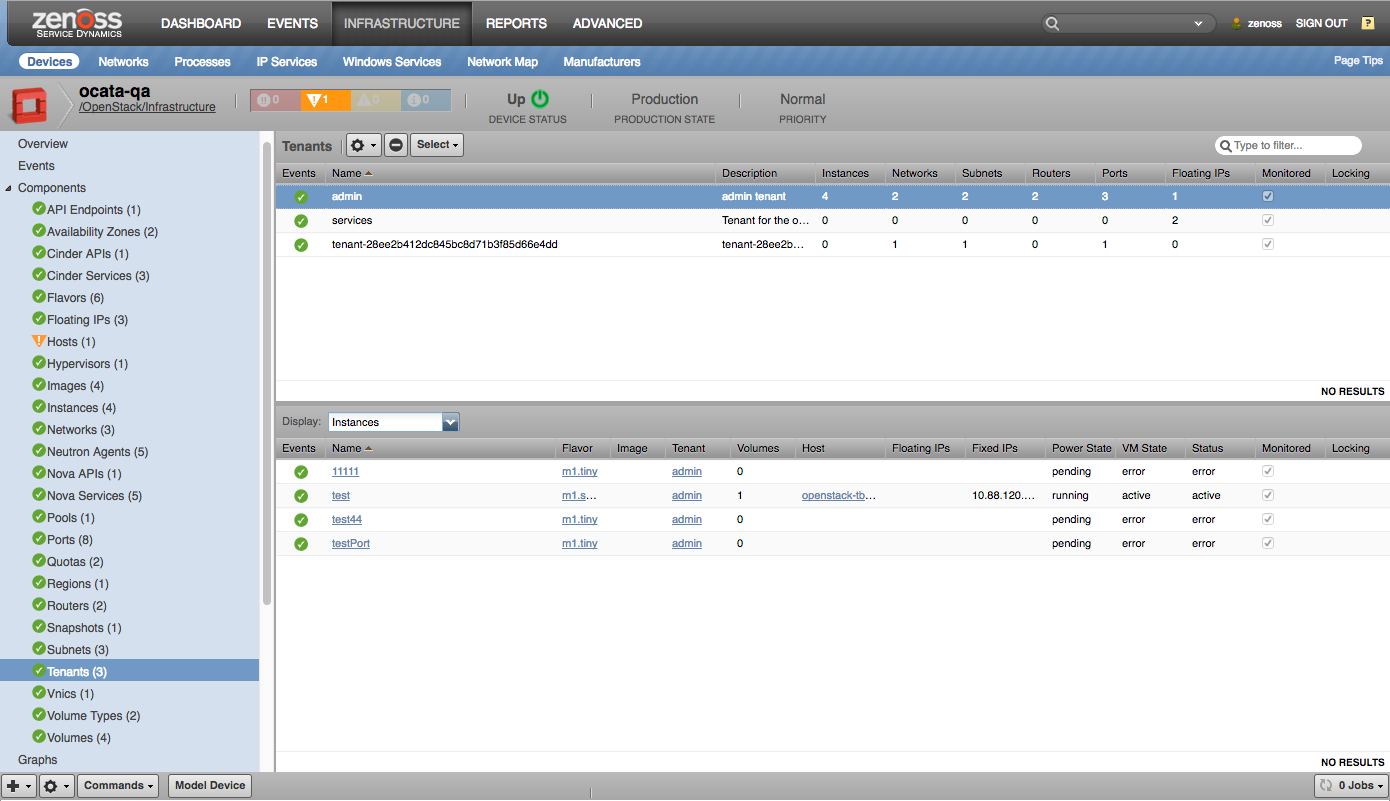 zenoss
SERVICE DYNAMICS
DASHBOARD EVENTS INFRASTRUCTURE REPORTS ADVANCED
zenoss SIGN OUT ?
Devices Networks Processes IP Services Windows Services Network Map Manufacturers Page Tips
ocata-qa
/OpenStack/Infrastructure
0 1 0 0
Up
DEVICE STATUS
Production
PRODUCTION STATE
Normal
PRIORITY
Overview
Events
Components
API Endpoints (1)
Availability Zones (2)
Cinder APIs (1)
Cinder Services (3)
Flavors (6)
Floating IPs (3)
Hosts (1)
Hypervisors (1)
Images (4)
Instances (4)
Networks (3)
Neutron Agents (5)
Nova APIs (1)
Nova Services (5)
Pools (1)
Ports (8)
Quotas (2)
Regions (1)
Routers (2)
Snapshots (1)
Subnets (3)
Tenants (3)
Vnics (1)
Volume Types (2)
Volumes (4)
Graphs
Tenants Select Type to filter...
Events Name Description Instances Networks Subnets Routers Ports Floating IPs Monitored Locking
admin admin tenant 4 2 2 2 3 1
services Tenant for the o... 0 0 0 0 0 2
tenant-28ee2b412dc845bc8d71b3f85d66e4dd tenant-28ee2b... 0 1 1 0 1 0
NO RESULTS
Display: Instances
Events Name Flavor Image Tenant Volumes Host Floating IPs Fixed IPs Power State VM State Status Monitored Locking
11111 m1.tiny admin 0 pending error error
test m1.s... admin 1 openstack-tb... 10.88.120.... running active active
test44 m1.tiny admin 0 pending error error
testPort m1.tiny admin 0 pending error error
NO RESULTS
Commands Model Device 0 Jobs